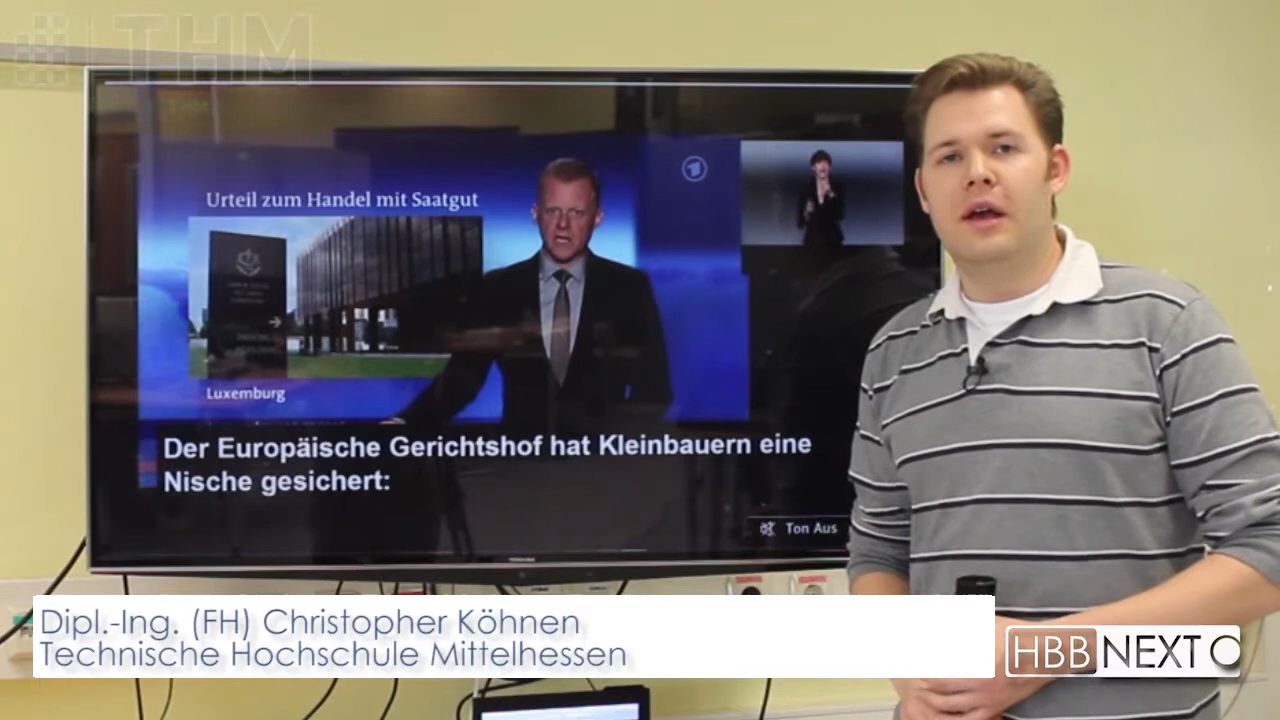 THM
Urteil zum Handel mit Saatgut
Luxemburg
Der Europäische Gerichtshof hat Kleinbauern eine
Nische gesichert:
Ton Aus
TOSHIBA
Dipl.-Ing. (FH) Christopher Köhnen
Technische Hochschule Mittelhessen
HBB NEXT